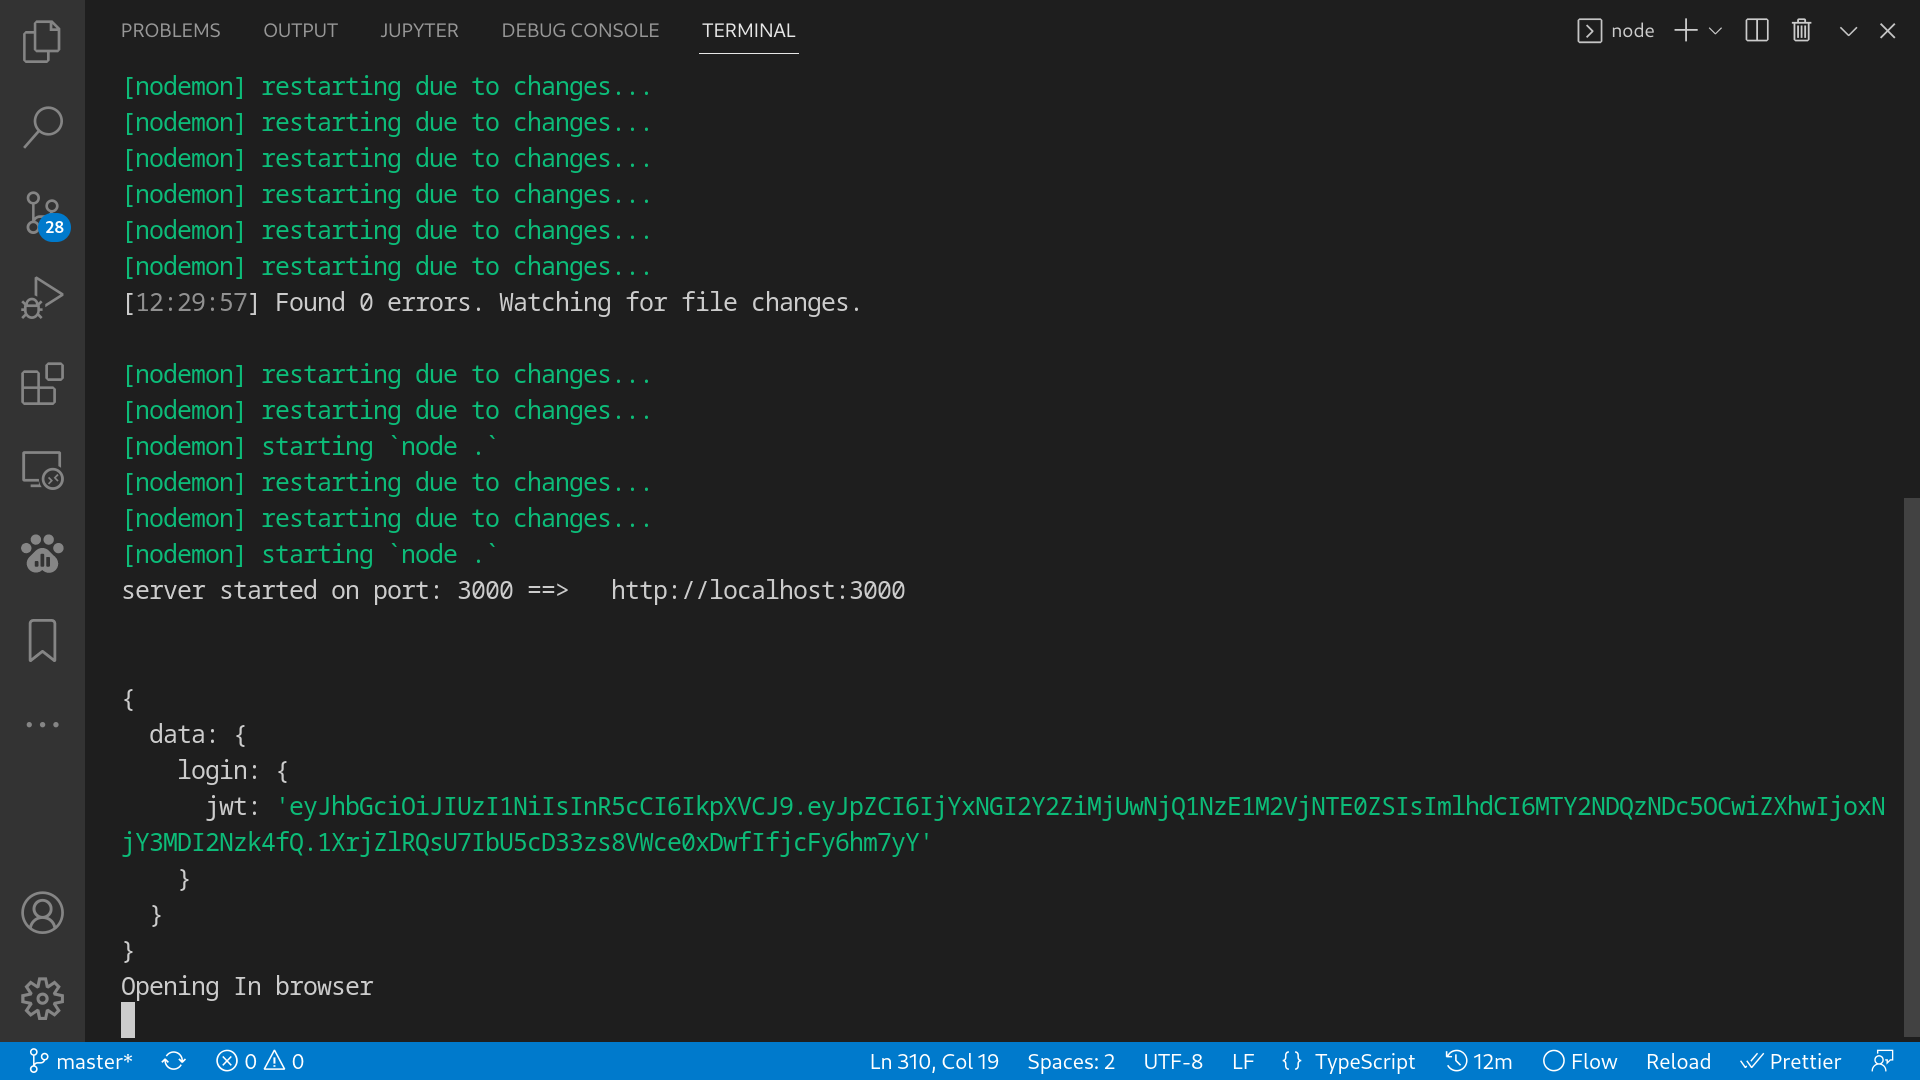 PROBLEMS OUTPUT JUPYTER DEBUG CONSOLE TERMINAL node
[nodemon] restarting due to changes...
[nodemon] restarting due to changes...
[nodemon] restarting due to changes...
[nodemon] restarting due to changes...
[nodemon] restarting due to changes...
[nodemon] restarting due to changes...
[12:29:57] Found 0 errors. Watching for file changes.
[nodemon] restarting due to changes...
[nodemon] restarting due to changes...
[nodemon] starting `node .`
[nodemon] restarting due to changes...
[nodemon] restarting due to changes...
[nodemon] starting `node .`
server started on port: 3000 ==>   http://localhost:3000
{
  data: {
    login: {
      jwt: 'eyJhbGciOiJIUzI1NiIsInR5cCI6IkpXVCJ9.eyJpZCI6IjYxNGI2Y2ZiMjUwNjQ1NzE1M2VjNTE0ZSIsImlhdCI6MTY2NDQzNDc5OCwiZXhwIjoxN
jY3MDI2Nzk4fQ.1XrjZlRQsU7IbU5cD33zs8VWce0xDwfIfjcFy6hm7yY'
    }
  }
}
Opening In browser
28
master* 0 0 Ln 310, Col 19 Spaces: 2 UTF-8 LF {} TypeScript 12m Flow Reload Prettier